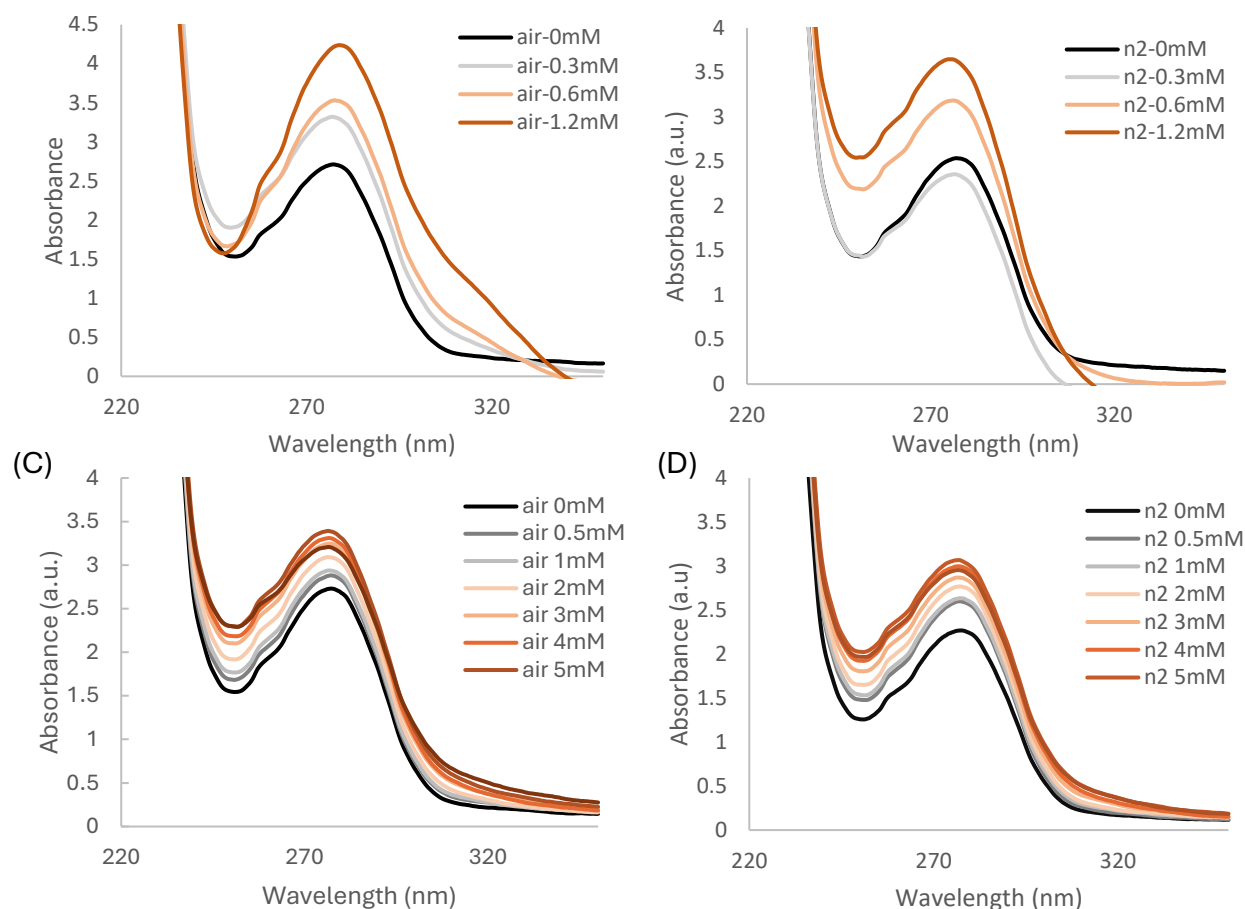 4.5
4
3.5
3
2.5
2
1.5
1
0.5
0
Absorbance
220
270
320
Wavelength (nm)
air-0mM
air-0.3mM
air-0.6mM
air-1.2mM
4
3.5
3
2.5
2
1.5
1
0.5
0
Absorbance (a.u.)
220
270
320
Wavelength (nm)
n2-0mM
n2-0.3mM
n2-0.6mM
n2-1.2mM
(C)
4
3.5
3
2.5
2
1.5
1
0.5
0
Absorbance (a.u.)
220
270
320
Wavelength (nm)
air 0mM
air 0.5mM
air 1mM
air 2mM
air 3mM
air 4mM
air 5mM
(D)
4
3.5
3
2.5
2
1.5
1
0.5
0
Absorbance (a.u)
220
270
320
Wavelength (nm)
n2 0mM
n2 0.5mM
n2 1mM
n2 2mM
n2 3mM
n2 4mM
n2 5mM